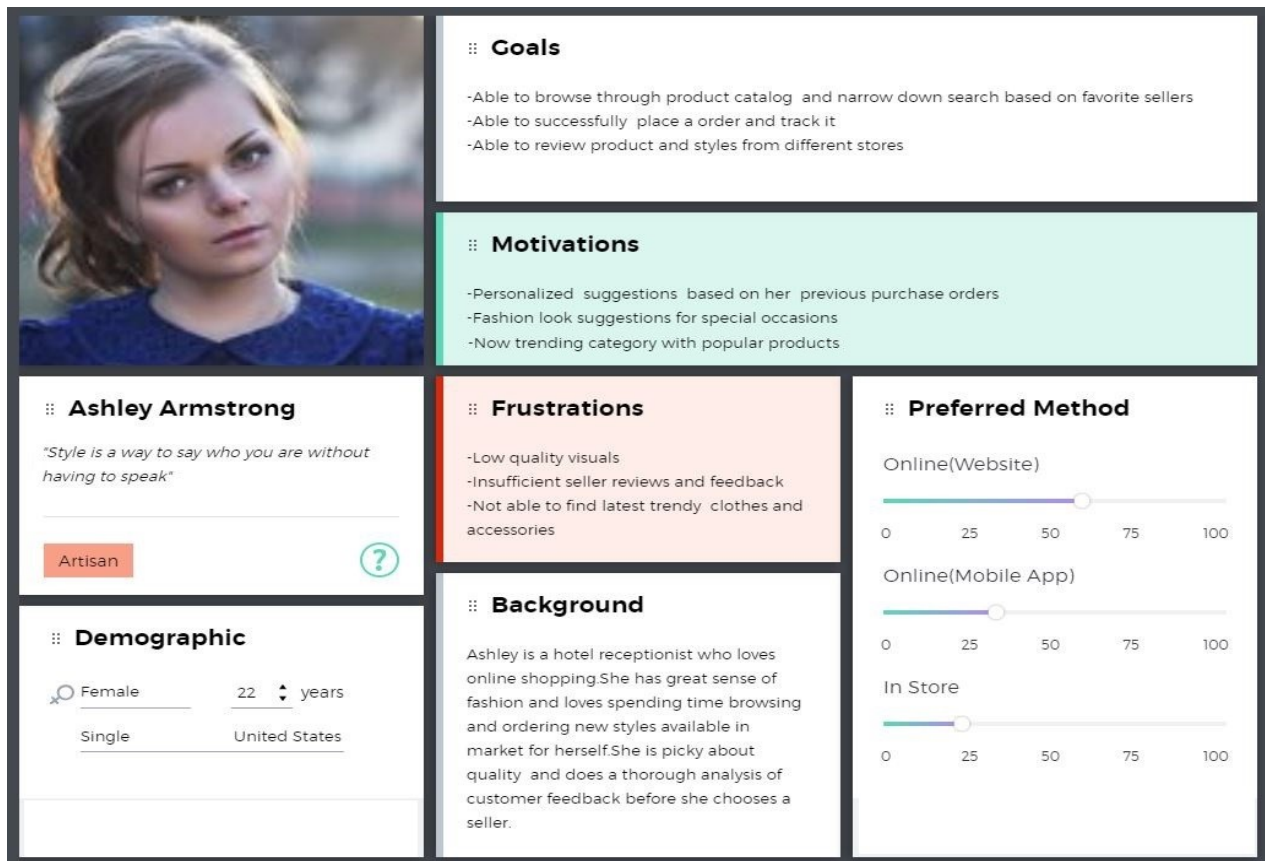 Goals
-Able to browse through product catalog  and narrow down search based on favorite sellers
-Able to successfully  place a order and track it
-Able to review product and styles from different stores
Motivations
-Personalized  suggestions  based on her  previous purchase orders
-Fashion look suggestions for special occasions
-Now trending category with popular products
Ashley Armstrong
"Style is a way to say who you are without
having to speak"
Artisan
?
Demographic
Female 22 years
Single United States
Frustrations
-Low quality visuals
-Insufficient seller reviews and feedback
-Not able to find latest trendy  clothes and
accessories
Background
Ashley is a hotel receptionist who loves
online shopping.She has great sense of
fashion and loves spending time browsing
and ordering new styles available in
market for herself.She is picky about
quality  and does a thorough analysis of
customer feedback before she chooses a
seller.
Preferred Method
Online(Website)
0 25 50 75 100
Online(Mobile App)
0 25 50 75 100
In Store
0 25 50 75 100